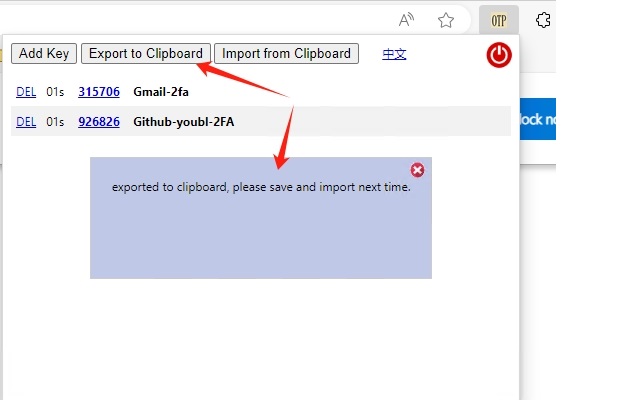 OTP
Add Key Export to Clipboard Import from Clipboard 中文
DEL 01s 315706 Gmail-2fa
DEL 01s 926826 Github-youbl-2FA
lock no
exported to clipboard, please save and import next time.